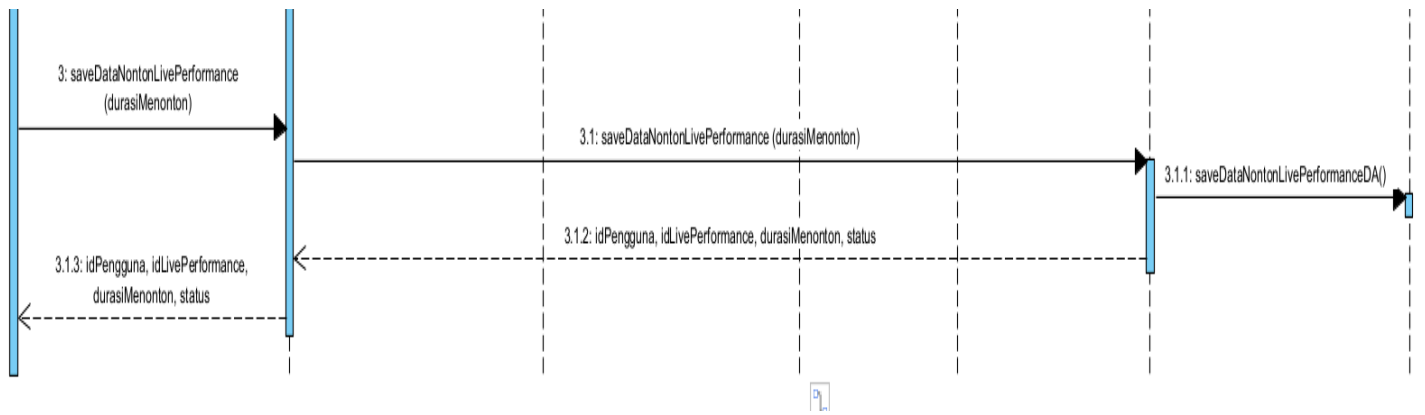 3: saveDataNontonLivePerformance
(durasiMenonton)
3.1: saveDataNontonLivePerformance (durasiMenonton)
3.1.1: saveDataNontonLivePerformanceDA()
3.1.2: idPengguna, idLivePerformance, durasiMenonton, status
3.1.3: idPengguna, idLivePerformance,
durasiMenonton, status